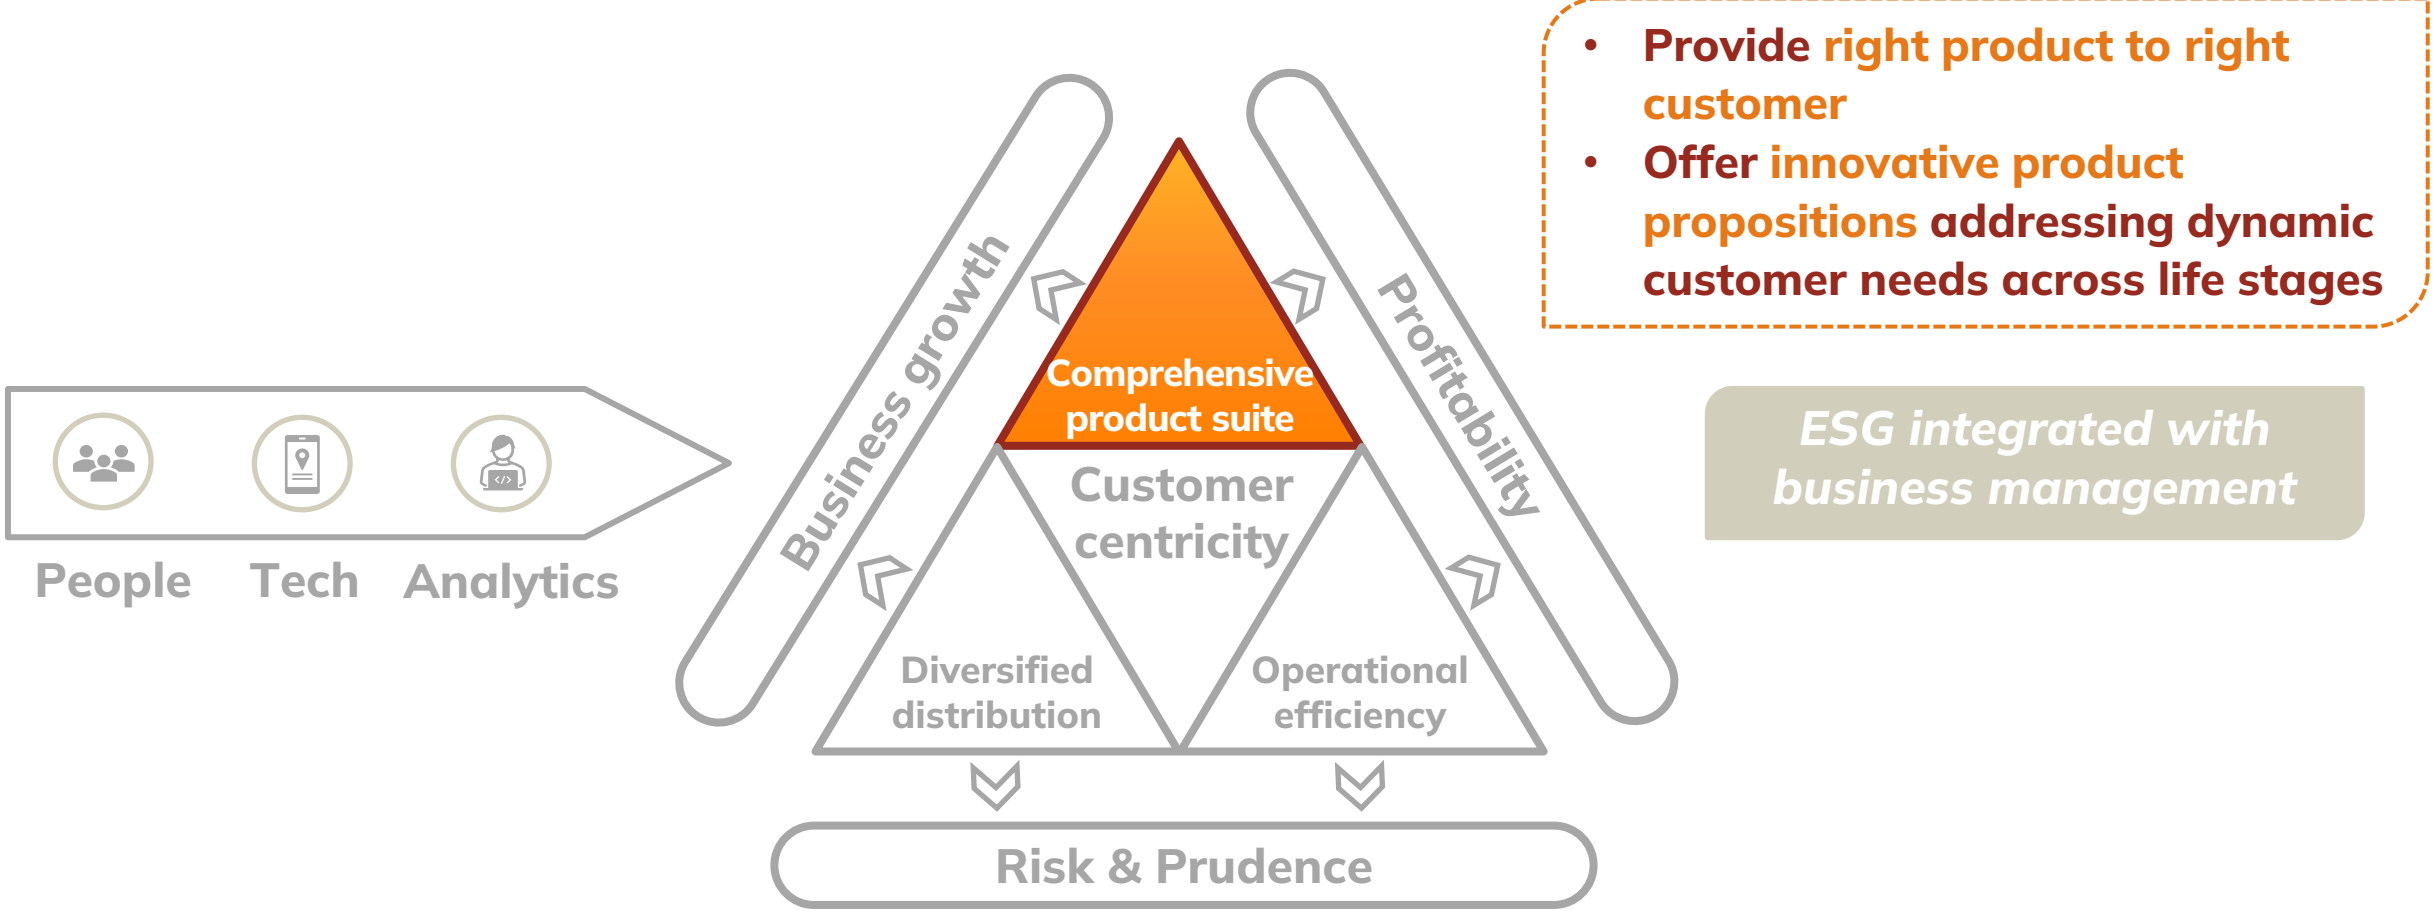 • Provide right product to right
customer
• Offer innovative product
propositions addressing dynamic
customer needs across life stages
Business growth
Profitability
Comprehensive
product suite
ESG integrated with
business management
Customer
centricity
People Tech Analytics
Diversified
distribution
Operational
efficiency
Risk & Prudence